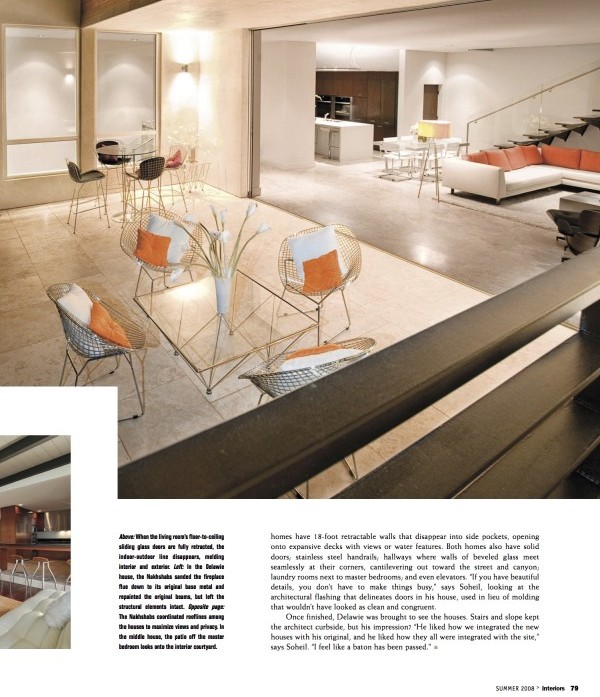 Above: When the living room's floor-to-ceiling
sliding glass doors are fully retracted, the
indoor-outdoor line disappears, melding
interior and exterior. Left: In the Delawie
house, the Nakhshabs sanded the fireplace
flue down to its original base metal and
repainted the original beams, but left the
structural elements intact. Opposite page:
The Nakhshabs coordinated rooflines among
the houses to maximize views and privacy. In
the middle house, the patio off the master
bedroom looks onto the interior courtyard.
homes have 18-foot retractable walls that disappear into side pockets, opening
onto expansive decks with views or water features. Both homes also have solid
doors; stainless steel handrails; hallways where walls of beveled glass meet
seamlessly at their corners, cantilevering out toward the street and canyon;
laundry rooms next to master bedrooms; and even elevators. "If you have beautiful
details, you don't have to make things busy," says Soheil, looking at the
architectural flashing that delineates doors in his house, used in lieu of molding
that wouldn't have looked as clean and congruent.
Once finished, Delawie was brought to see the houses. Stairs and slope kept
the architect curbside, but his impression? "He liked how we integrated the new
houses with his original, and he liked how they all were integrated with the site,"
says Soheil. "I feel like a baton has been passed."
SUMMER 2008 > Interiors 79